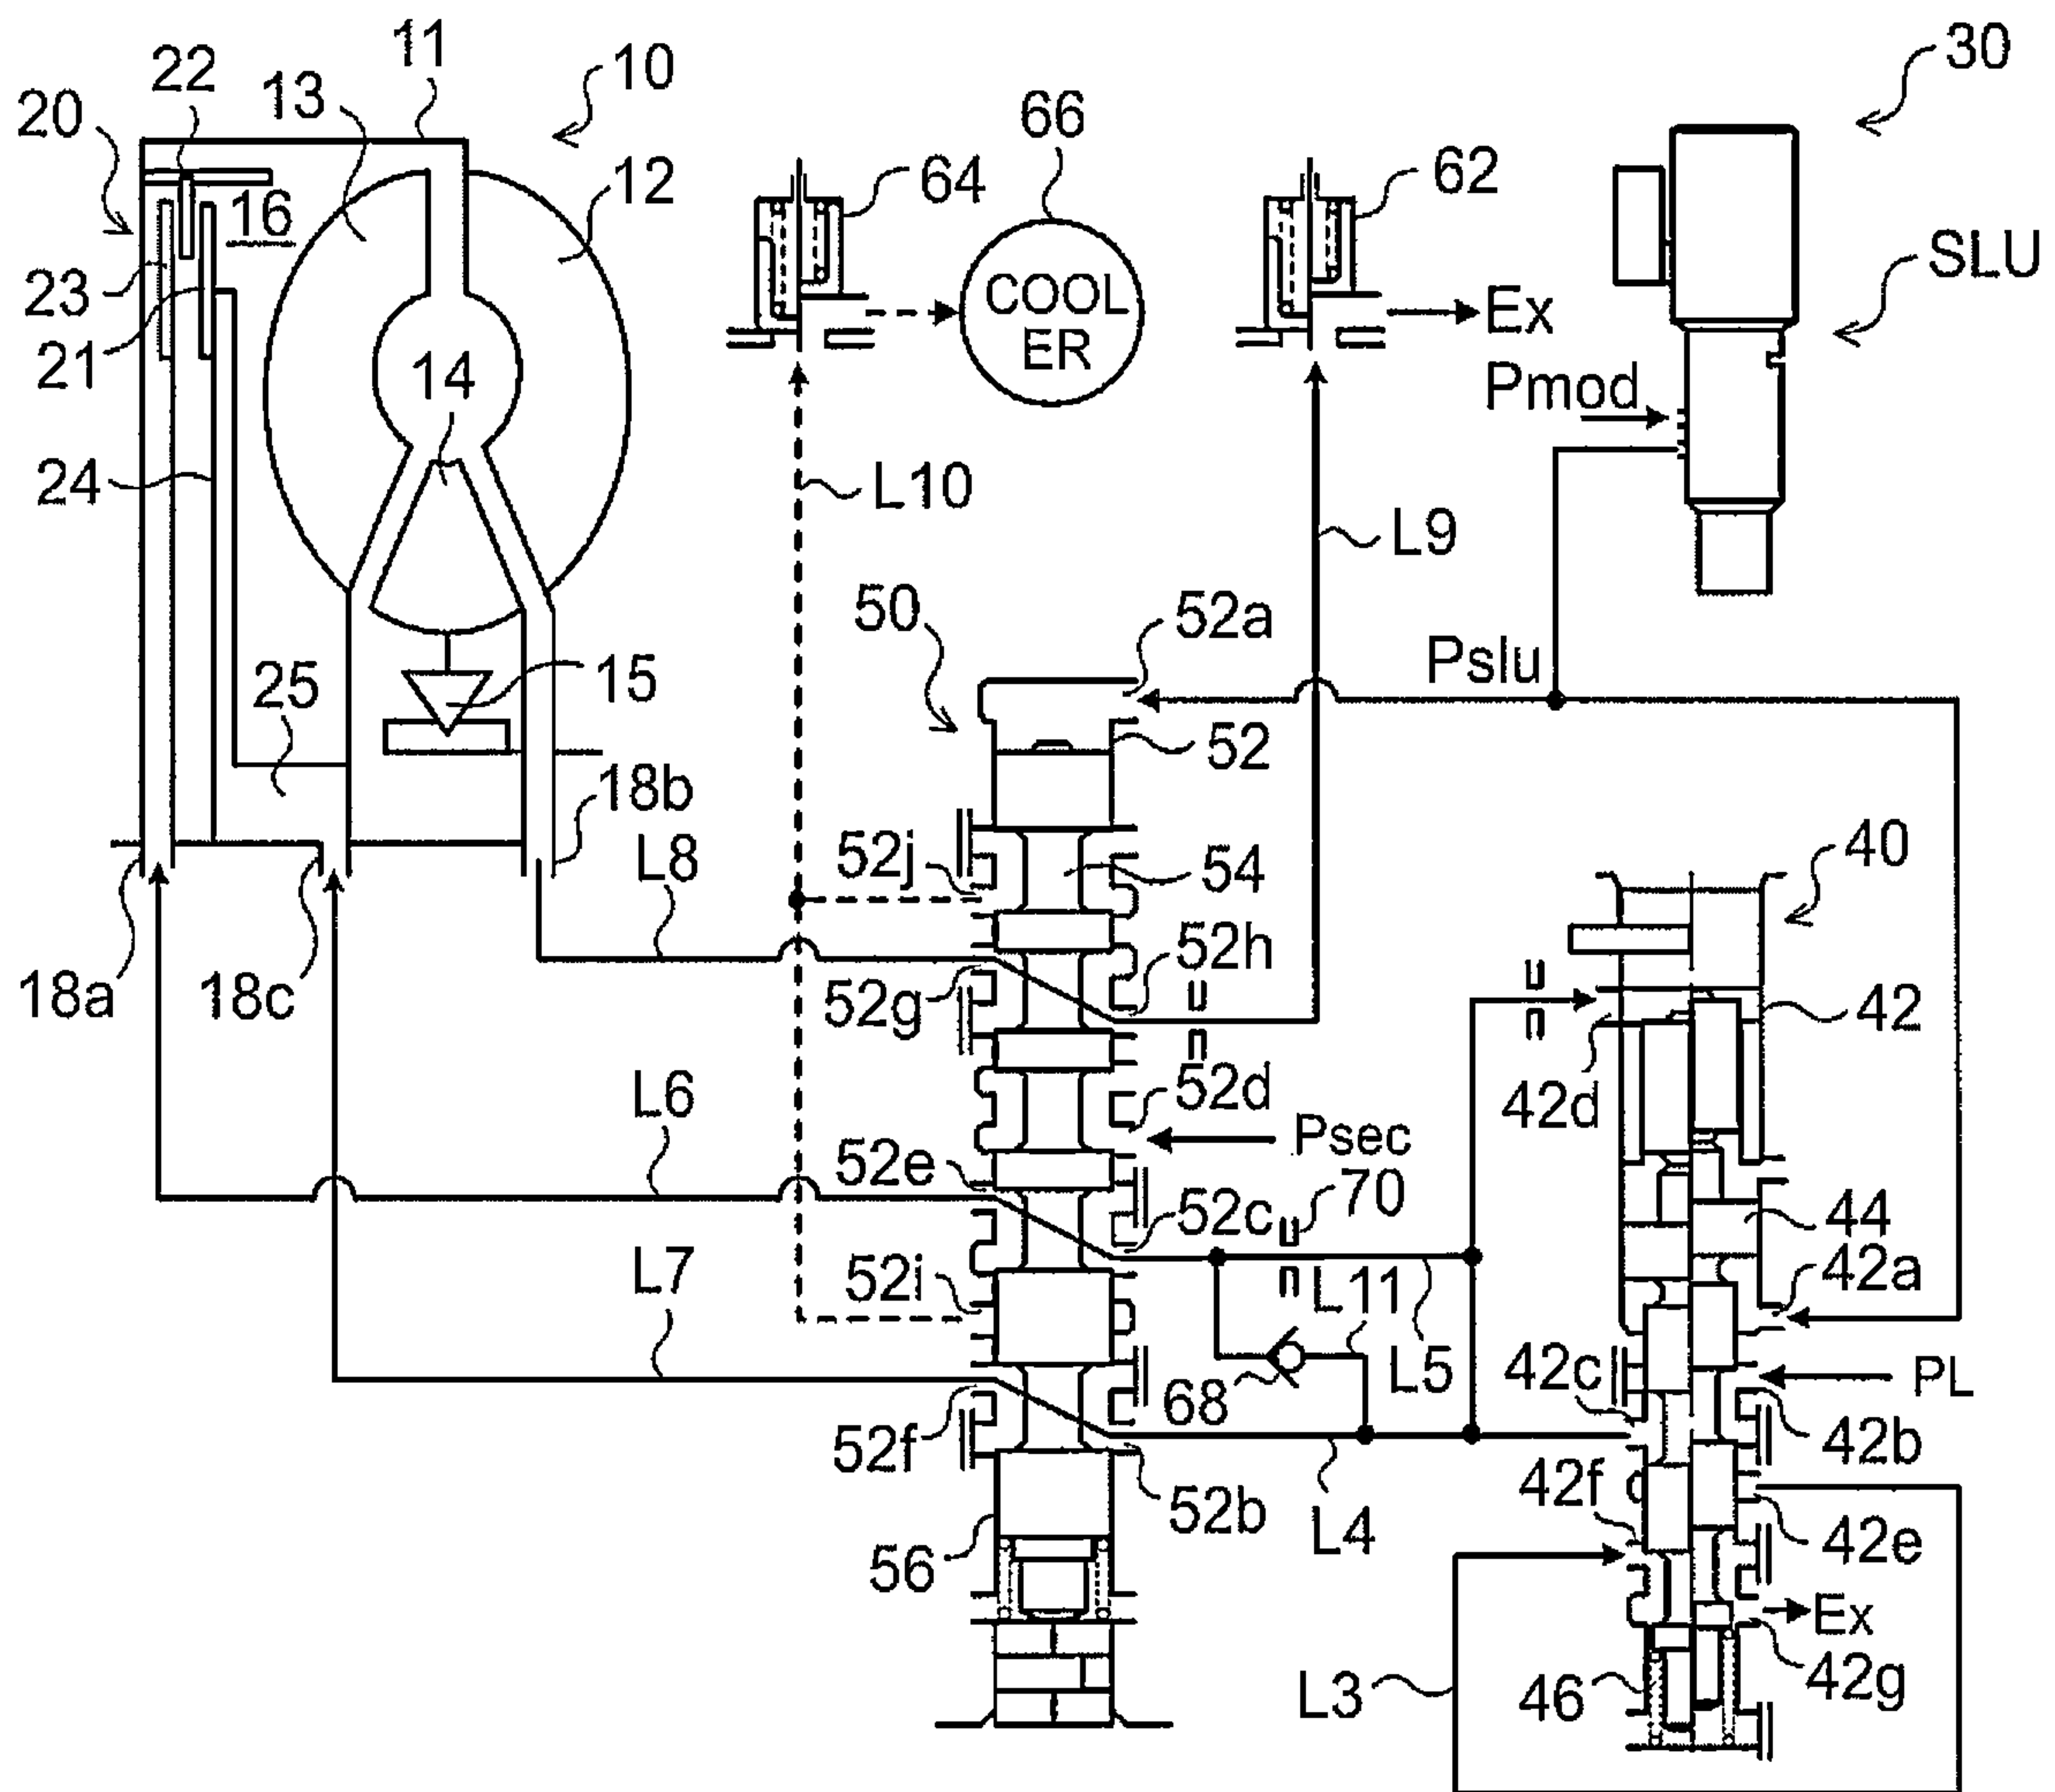 11
10
30
22
13
20
66
12
64
62
16
SLU
23
COOL
ER
Ex
21
14
Pmod
24
L10
L9
50
52a
15
Pslu
25
52
18b
L8
52j
54
40
52h
18a
18c
52g
42
L6
52d
42d
Psec
52e
70
52c
44
L7
52i
L11
42a
42c
PL
68
L5
52f
42b
42f
52b
L4
42e
56
Ex
L3
46
42g